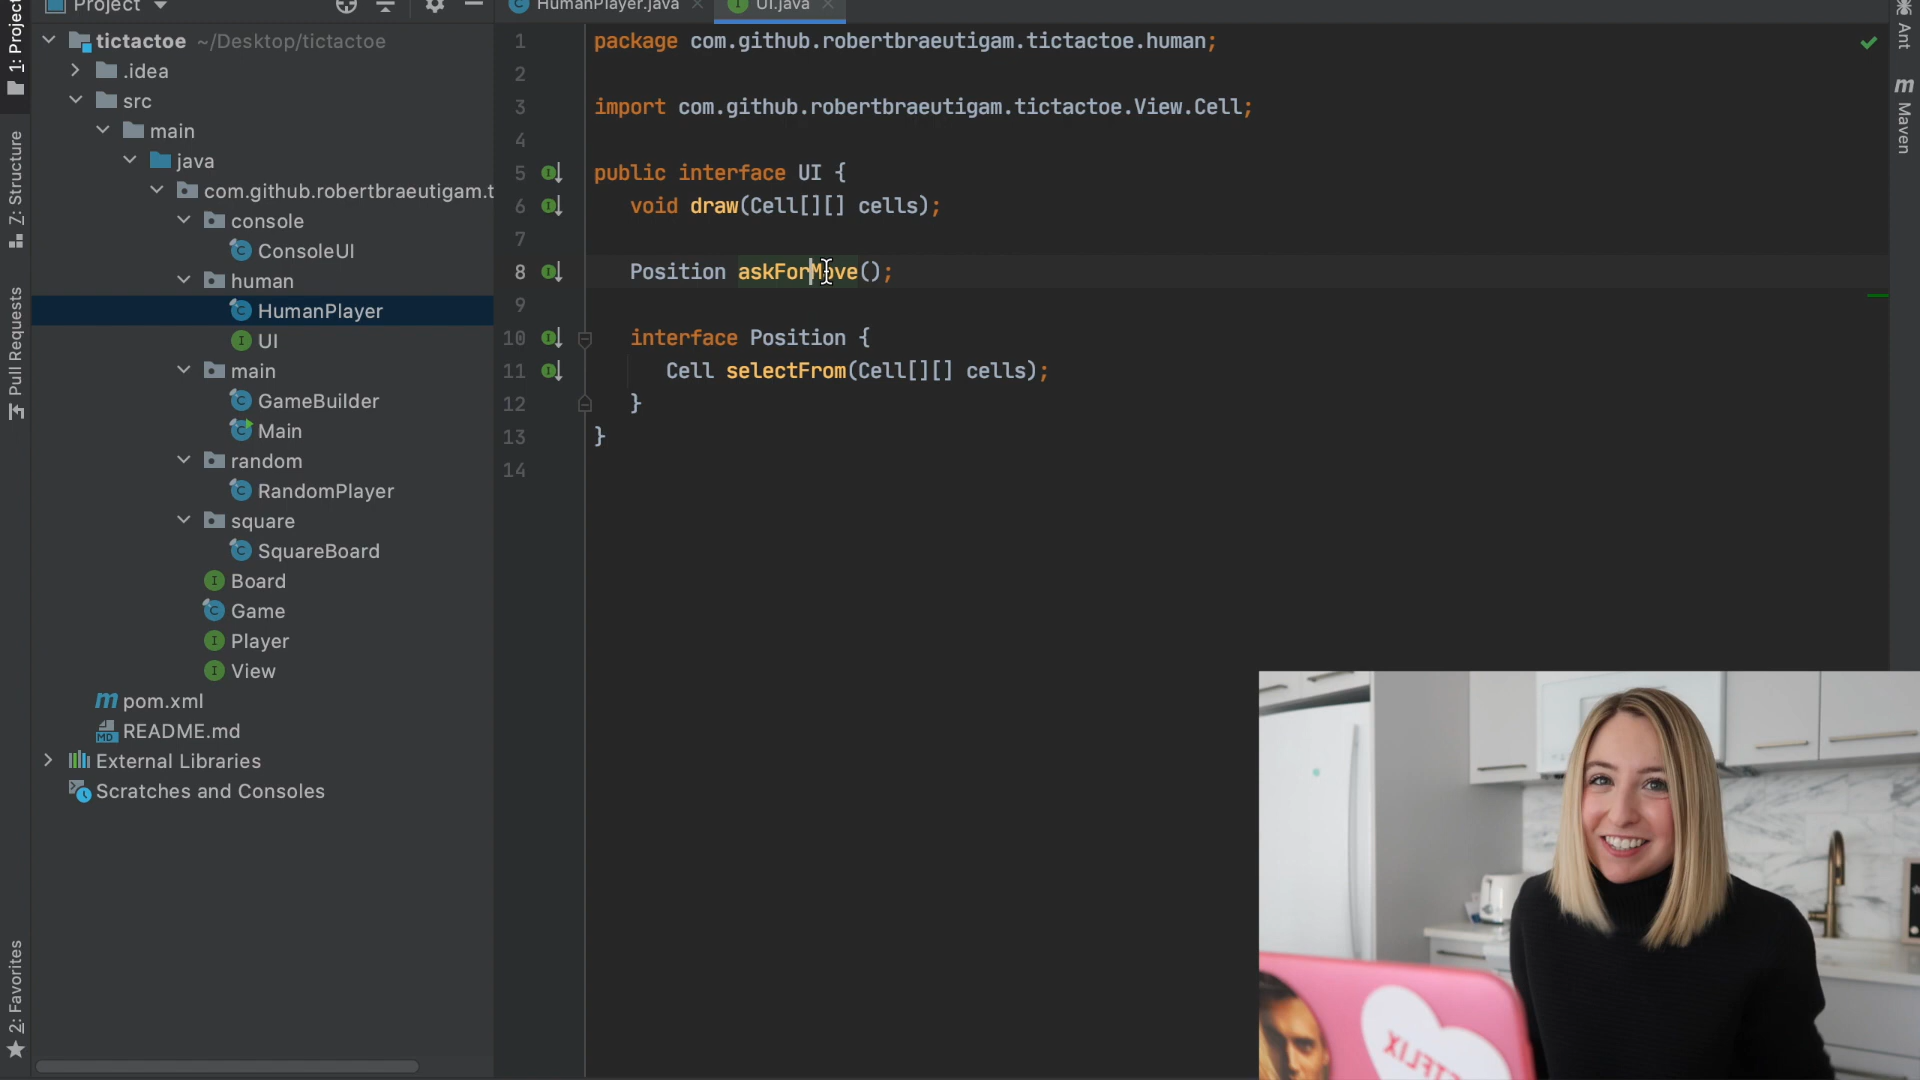 Project
HumanPlayer.java
UI.java
1: Project
Z: Structure
Pull Requests
2: Favorites
Ant
m Maven
tictactoe ~/Desktop/tictactoe
.idea
src
main
java
com.github.robertbraeutigam.t
console
ConsoleUI
human
HumanPlayer
UI
main
GameBuilder
Main
random
RandomPlayer
square
SquareBoard
Board
Game
Player
View
pom.xml
README.md
External Libraries
Scratches and Consoles
1 package com.github.robertbraeutigam.tictactoe.human;
2
3 import com.github.robertbraeutigam.tictactoe.View.Cell;
4
5 public interface UI {
6 void draw(Cell[][] cells);
7
8 Position askForMove();
9
10 interface Position {
11 Cell selectFrom(Cell[][] cells);
12 }
13 }
14